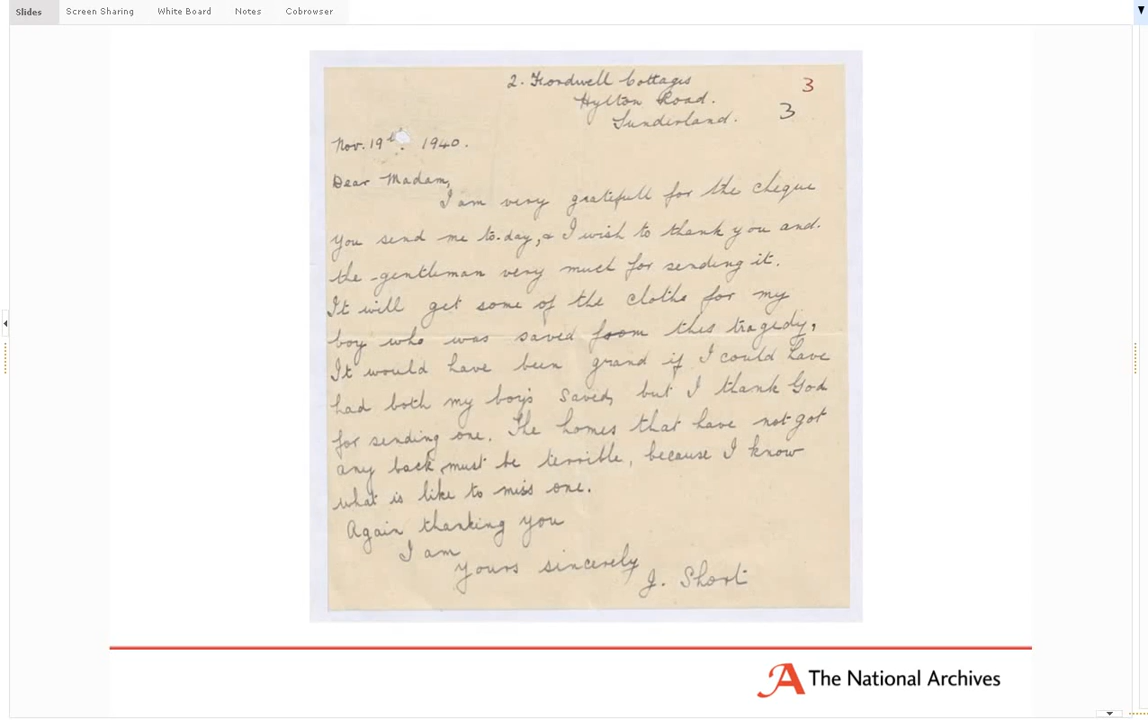 Slides Screen Sharing White Board Notes Cobrowser
2. Fordwell Cottages
Hylton Road.
Sunderland.
3
3
Nov. 19th. 1940.
Dear Madam,
I am very gratefull for the cheque
you send me to-day, & I wish to thank you and
the gentleman very much for sending it.
It will get some of the cloths for my
boy who was saved from this tragedy,
It would have been grand if I could have
had both my boys saved, but I thank God
for sending one. The homes that have not got
any back must be terrible, because I know
what is like to miss one.
Again thanking you
I am
yours sincerely
J. Short
The National Archives